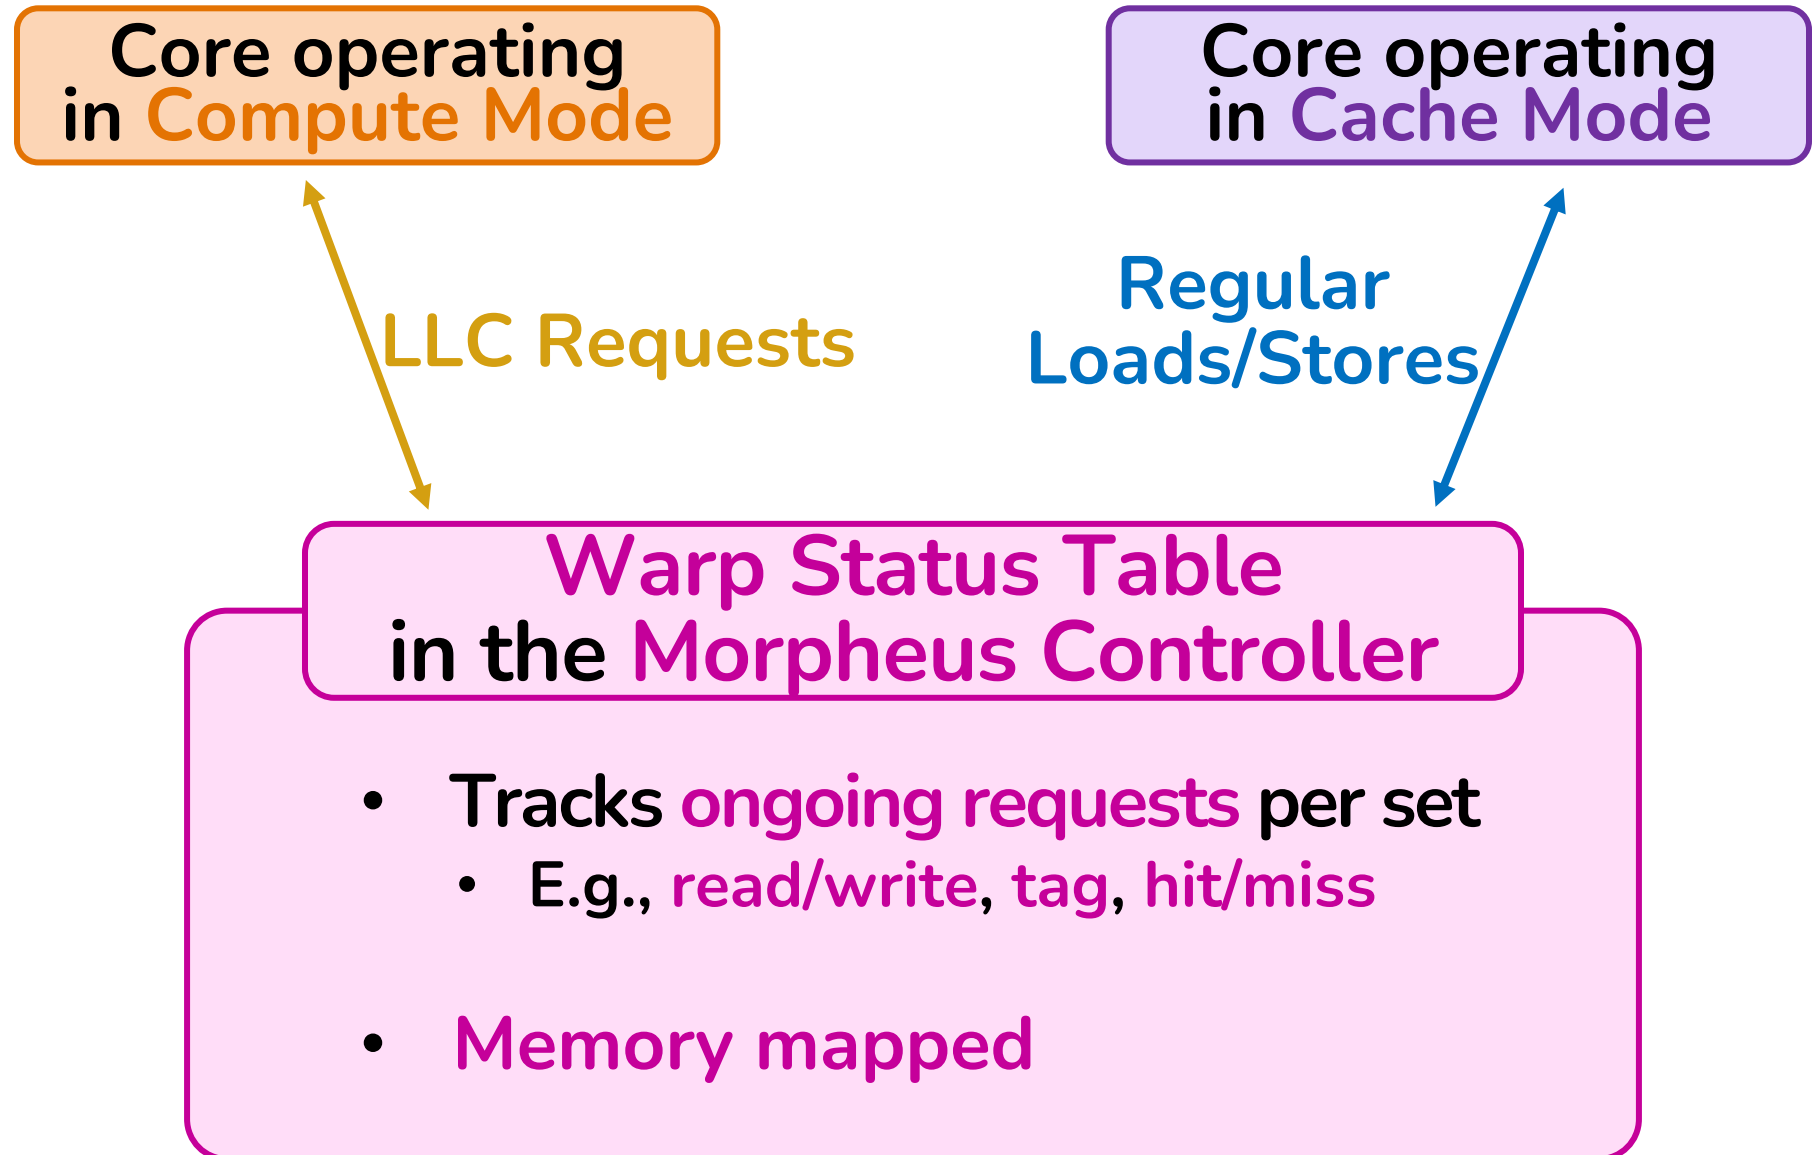 Core operating
in Compute Mode
Core operating
in Cache Mode
LLC Requests
Regular
Loads/Stores
Warp Status Table
in the Morpheus Controller
• Tracks ongoing requests per set
• E.g., read/write, tag, hit/miss
• Memory mapped